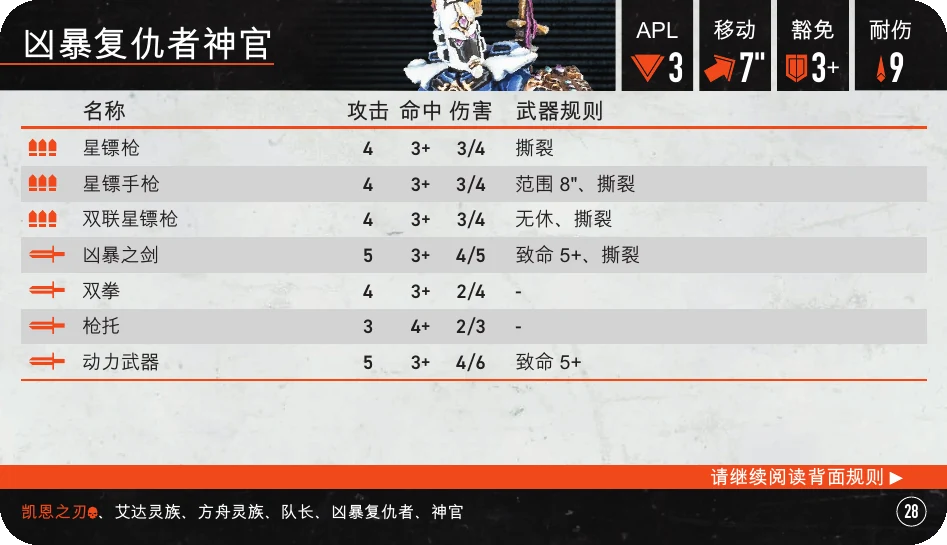 凶暴复仇者神官
APL 移动 豁免 耐伤
3 7" 3+ 9
名称 攻击 命中 伤害 武器规则
星镖枪 4 3+ 3/4 撕裂
星镖手枪 4 3+ 3/4 范围 8"、撕裂
双联星镖枪 4 3+ 3/4 无休、撕裂
凶暴之剑 5 3+ 4/5 致命 5+、撕裂
双拳 4 3+ 2/4 -
枪托 3 4+ 2/3 -
动力武器 5 3+ 4/6 致命 5+
请继续阅读背面规则 ▶
凯恩之刃、艾达灵族、方舟灵族、队长、凶暴复仇者、神官
28